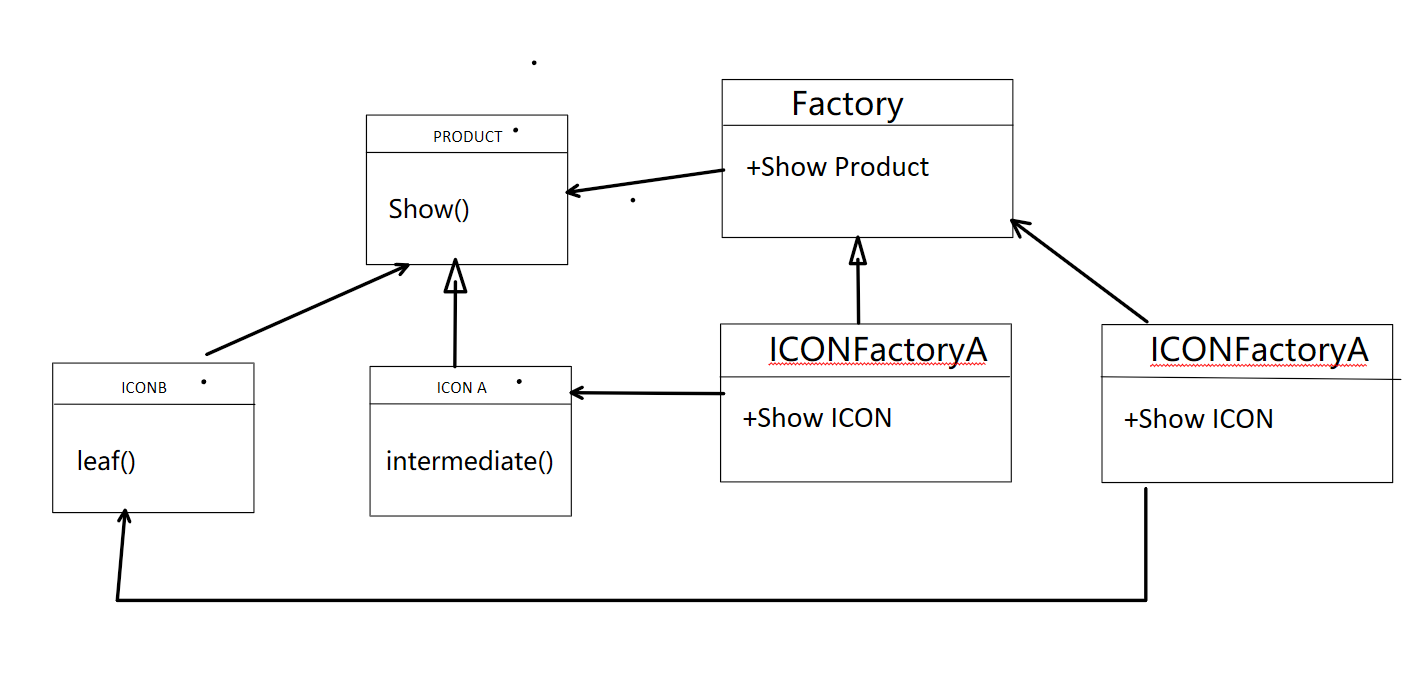 Factory
+Show Product
PRODUCT
Show()
ICONB
leaf()
ICON A
intermediate()
ICONFactoryA
+Show ICON
ICONFactoryA
+Show ICON